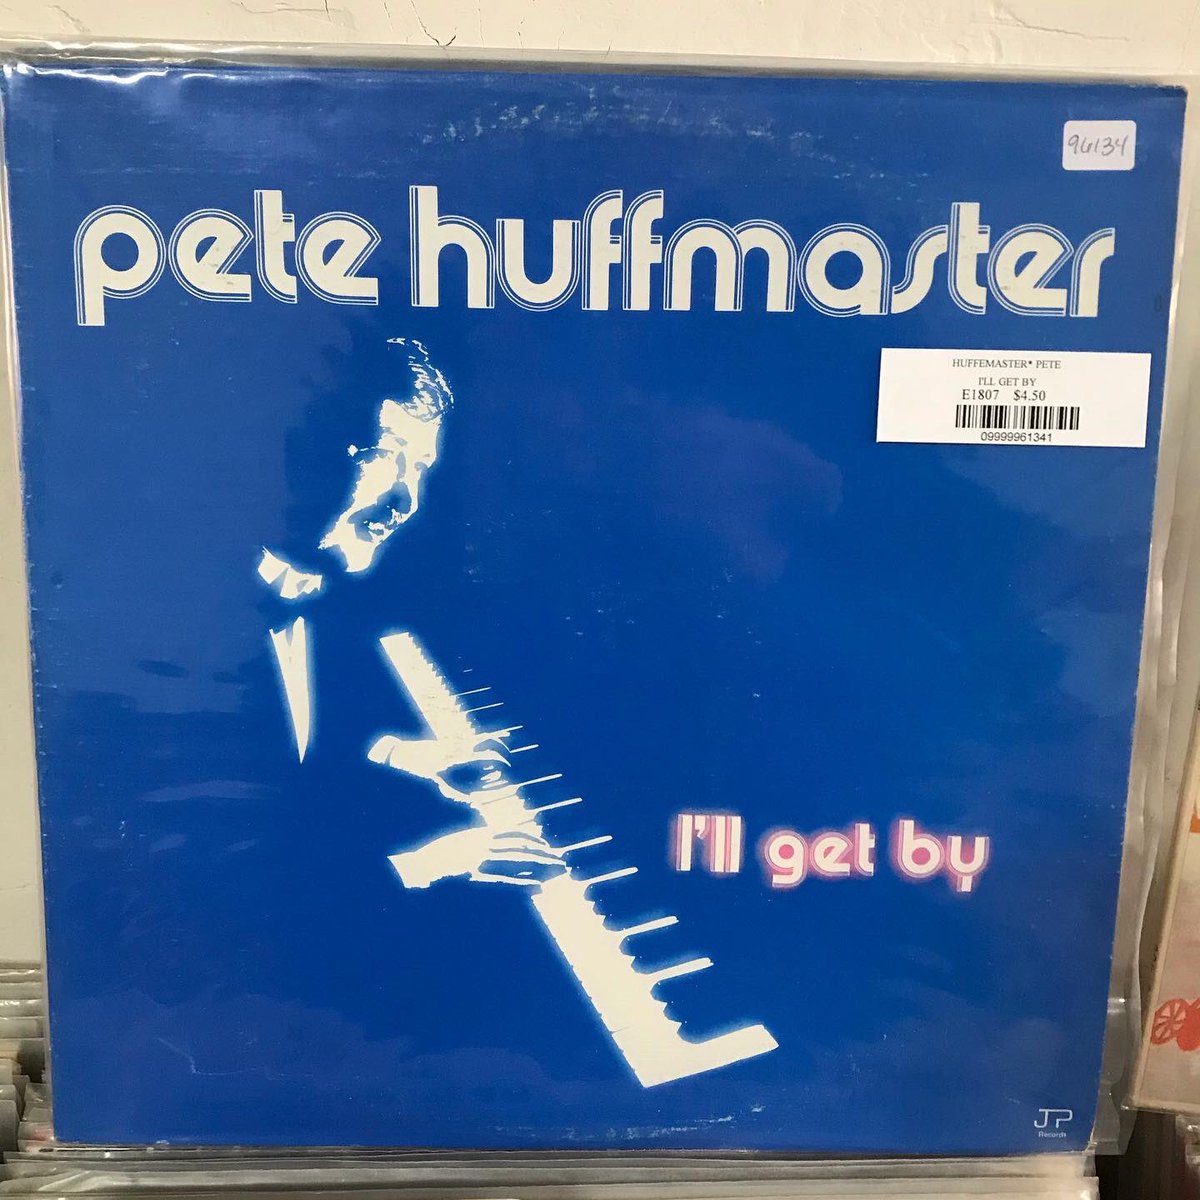 96134
pete huffmaster
HUFFEMASTER* PETE
I'LL GET BY
E1807 $4.50
09999961341
I'll get by
JP
Records